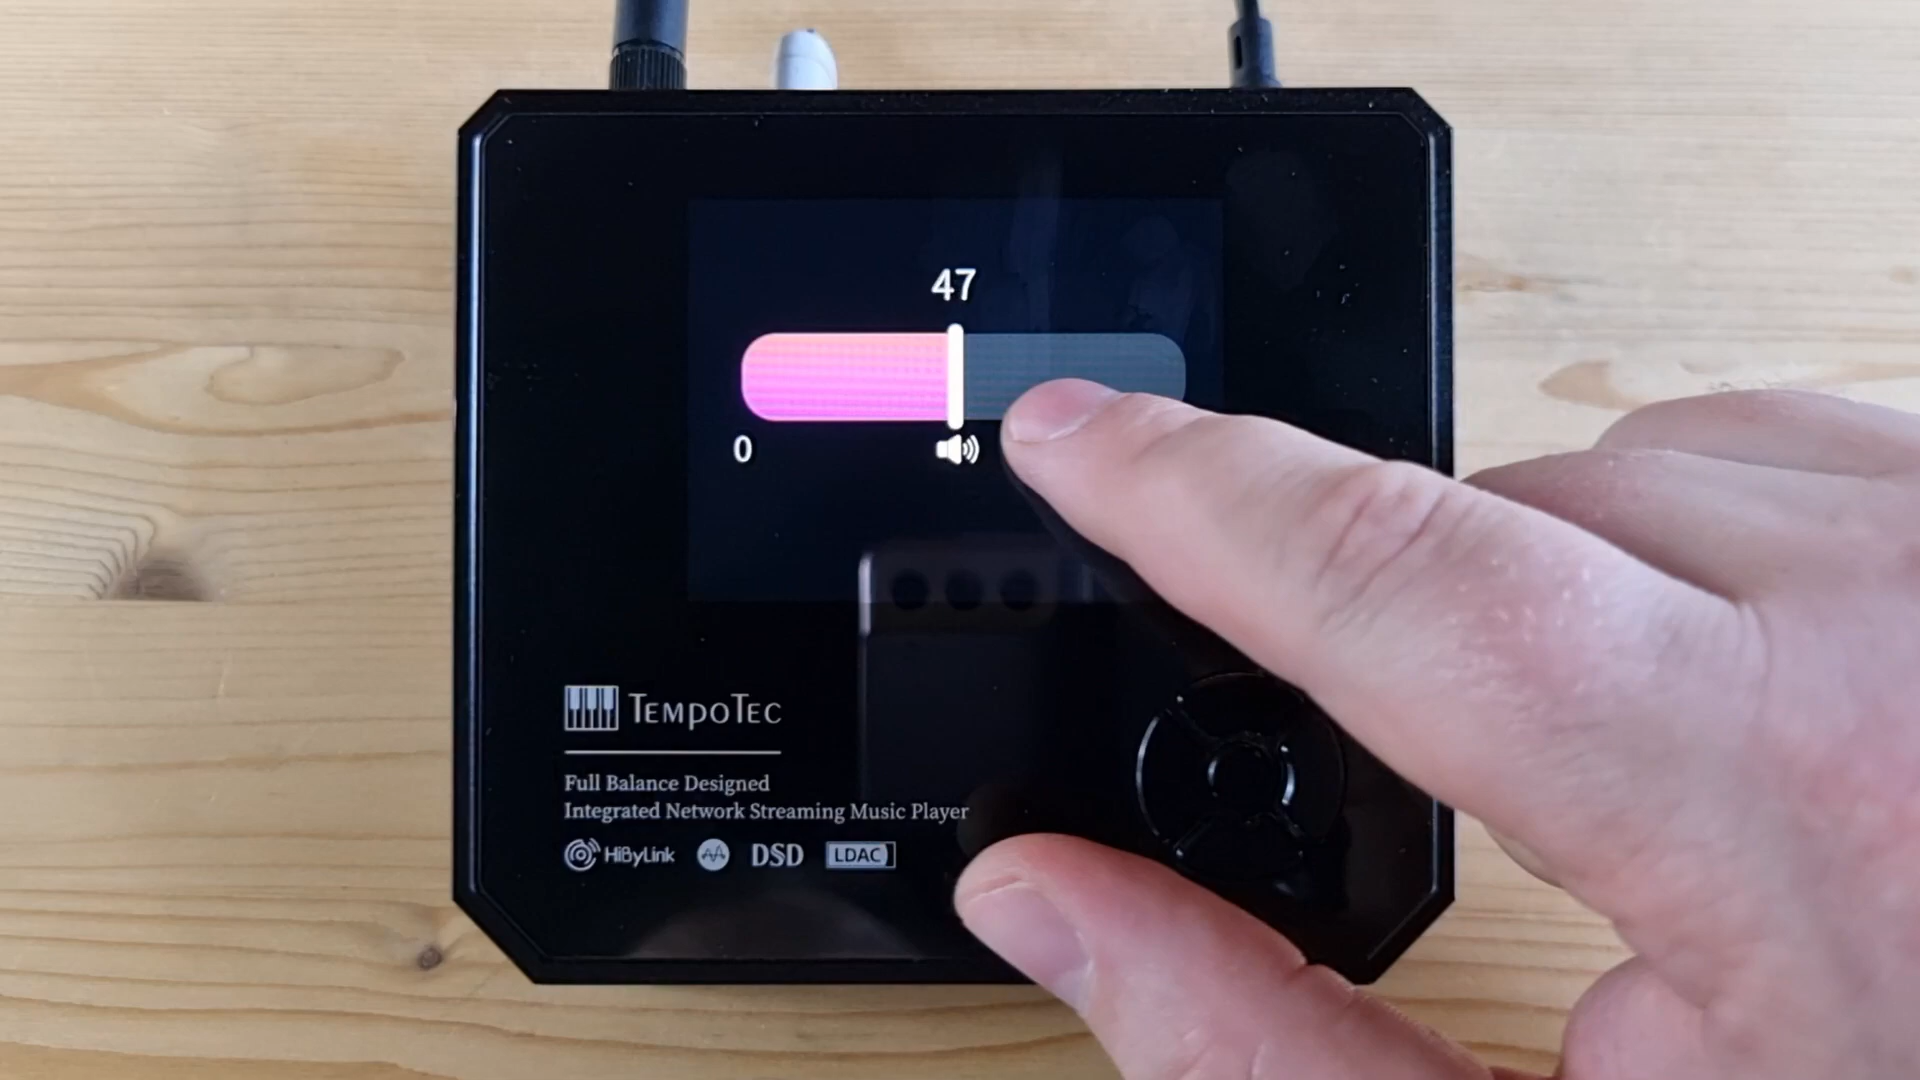 47
0
TempoTec
Full Balance Designed
Integrated Network Streaming Music Player
HiByLink
DSD
LDAC